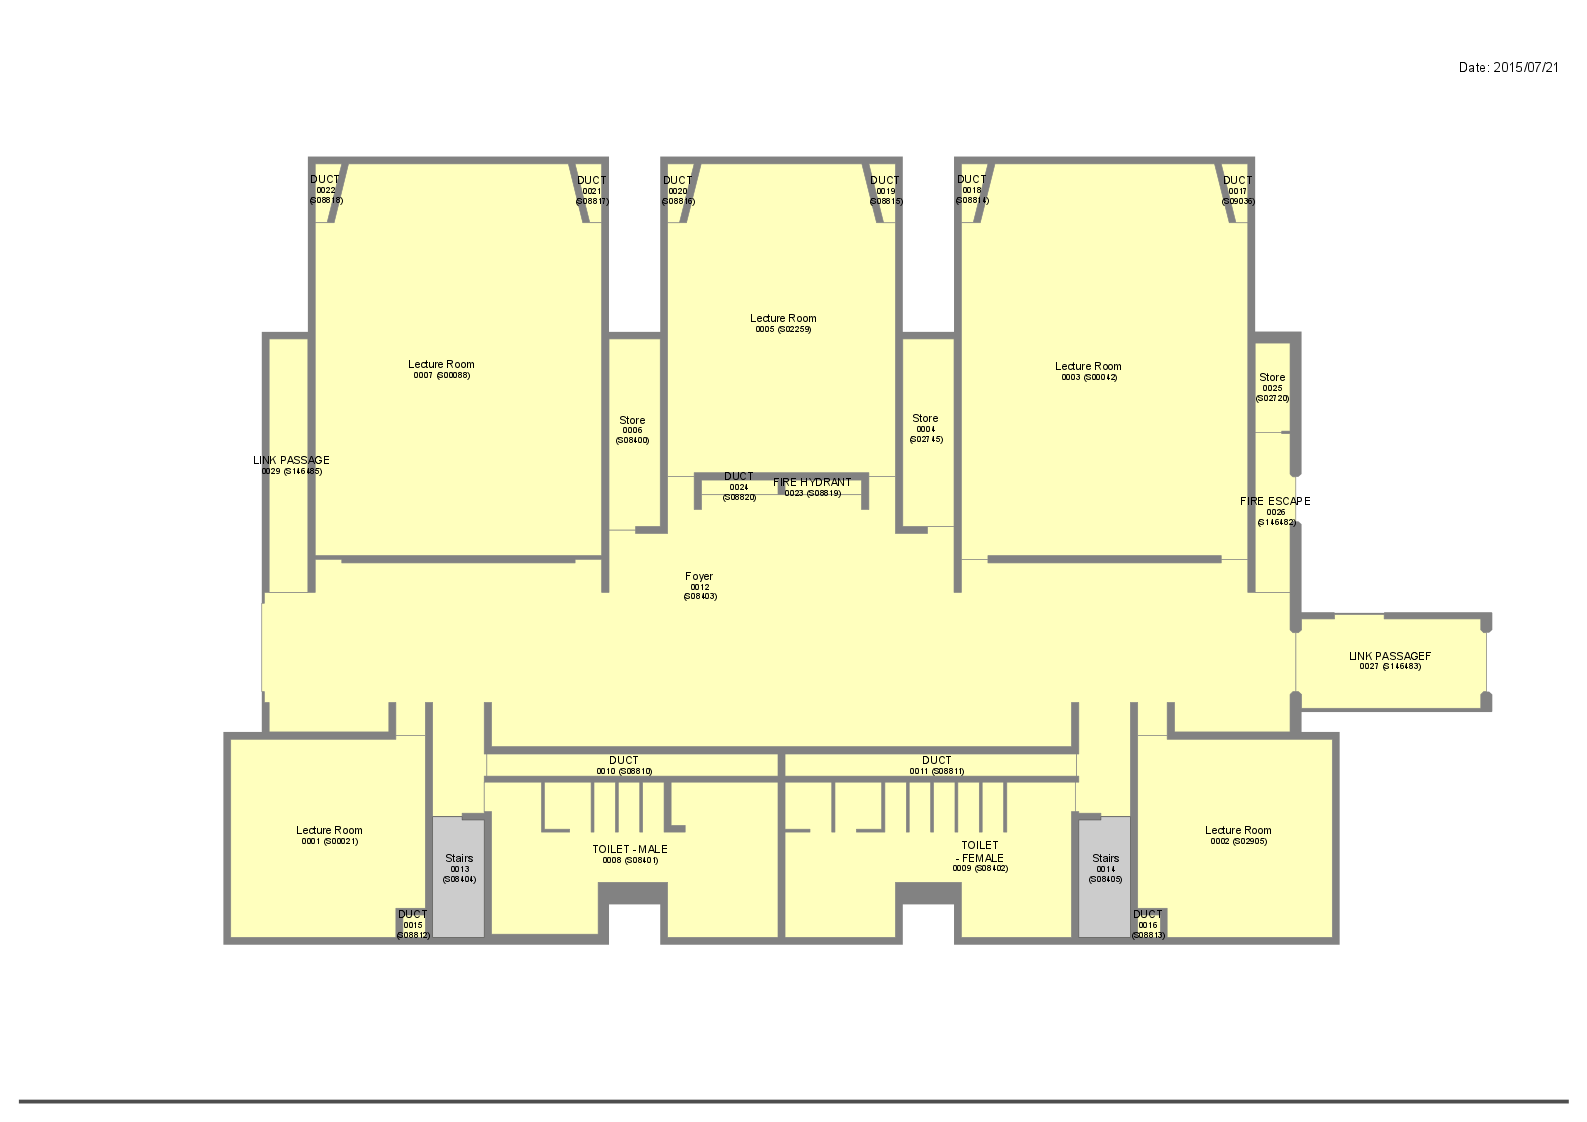 Date: 2015/07/21
DUCT
0022
(S08818)
DUCT
0021
(S08817)
DUCT
0020
(S08816)
DUCT
0019
(S08815)
DUCT
0018
(S08814)
DUCT
0017
(S09036)
Lecture Room
0005 (S02259)
Lecture Room
0007 (S00088)
Lecture Room
0003 (S00042)
Store
0025
(S02720)
Store
0006
(S08400)
Store
0004
(S02745)
LINK PASSAGE
0029 (S146485)
DUCT
0024
(S08820)
FIRE HYDRANT
0023 (S08819)
FIRE ESCAPE
0026
(S146482)
Foyer
0012
(S08403)
LINK PASSAGEF
0027 (S146483)
DUCT
0010 (S08810)
DUCT
0011 (S08811)
Lecture Room
0001 (S00021)
Stairs
0013
(S08404)
TOILET - MALE
0008 (S08401)
TOILET
- FEMALE
0009 (S08402)
Stairs
0014
(S08405)
Lecture Room
0002 (S02905)
DUCT
0015
(S08812)
DUCT
0016
(S08813)